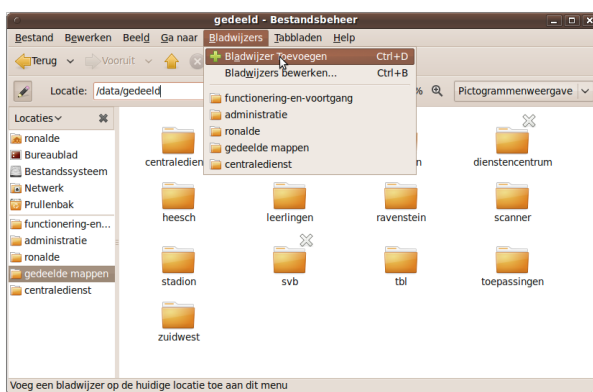 gedeeld - Bestandsbeheer
Bestand Bewerken Beeld Ga naar Bladwijzers Tabbladen Help
Terug Vooruit
Bladwijzer Toevoegen Ctrl+D
Bladwijzers bewerken... Ctrl+B
functionering-en-voortgang
administratie
ronalde
gedeelde mappen
centraledienst
Locatie: /data/gedeeld % Pictogrammenweergave
Locaties
ronalde
Bureaublad
Bestandssysteem
Netwerk
Prullenbak
functionering-en...
administratie
ronalde
gedeelde mappen
centraledienst
centraledien n dienstencentrum
heesch leerlingen ravenstein scanner
stadion svb tbl toepassingen
zuidwest
Voeg een bladwijzer op de huidige locatie toe aan dit menu